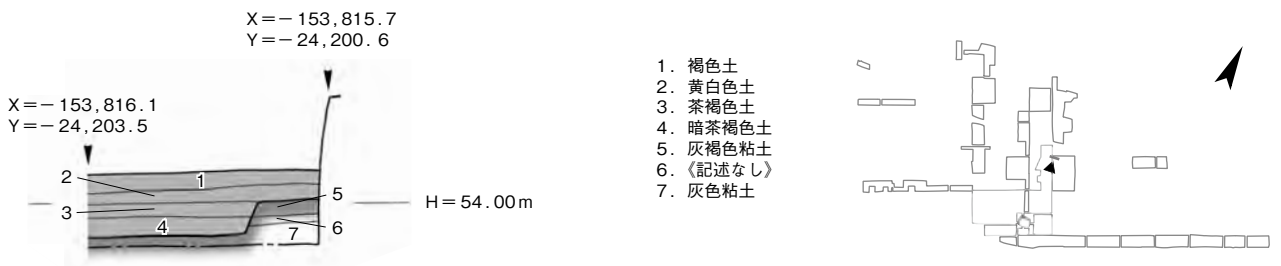 X＝－153,815.7
Y＝－24,200.6
X＝－153,816.1
Y＝－24,203.5
1
2
3
4
5
6
7
H＝54.00m
1．褐色土
2．黄白色土
3．茶褐色土
4．暗茶褐色土
5．灰褐色粘土
6．《記述なし》
7．灰色粘土